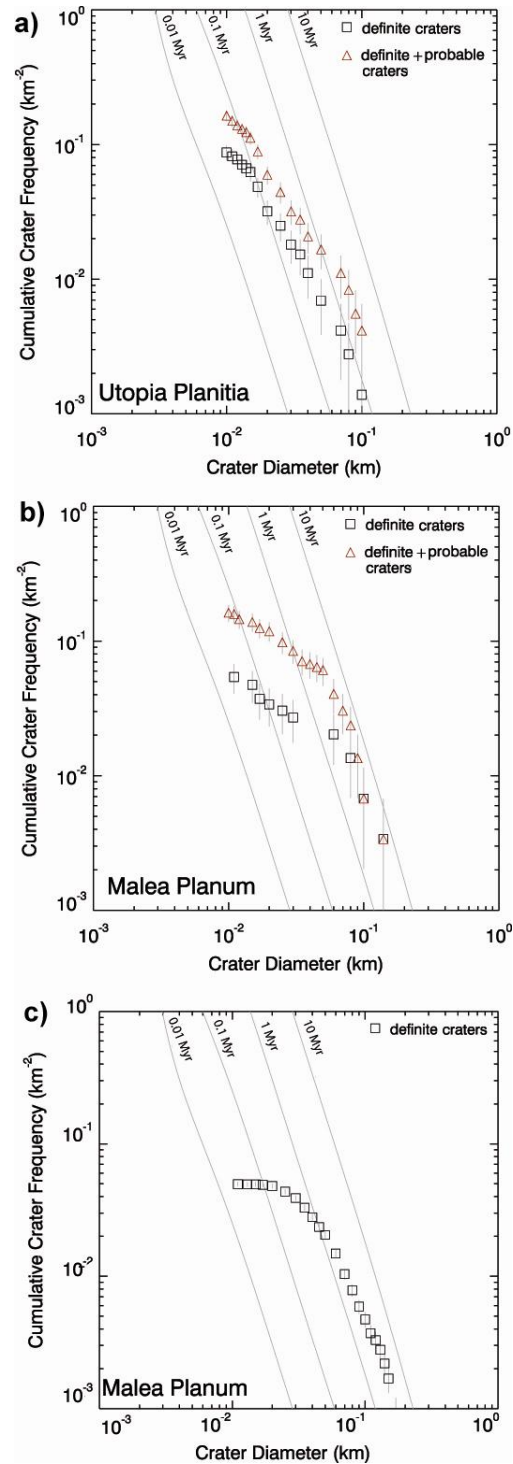 a)
10^0
0.01 Myr
0.1 Myr
1 Myr
10 Myr
definite craters
definite + probable
craters
10^-1
10^-2
10^-3
Cumulative Crater Frequency (km^-2)
Utopia Planitia
10^-3
10^-2
10^-1
10^0
Crater Diameter (km)
b)
10^0
0.01 Myr
0.1 Myr
1 Myr
10 Myr
definite craters
definite + probable
craters
10^-1
10^-2
10^-3
Cumulative Crater Frequency (km^-2)
Malea Planum
10^-3
10^-2
10^-1
10^0
Crater Diameter (km)
c)
10^0
0.01 Myr
0.1 Myr
1 Myr
10 Myr
definite craters
10^-1
10^-2
10^-3
Cumulative Crater Frequency (km^-2)
Malea Planum
10^-3
10^-2
10^-1
10^0
Crater Diameter (km)